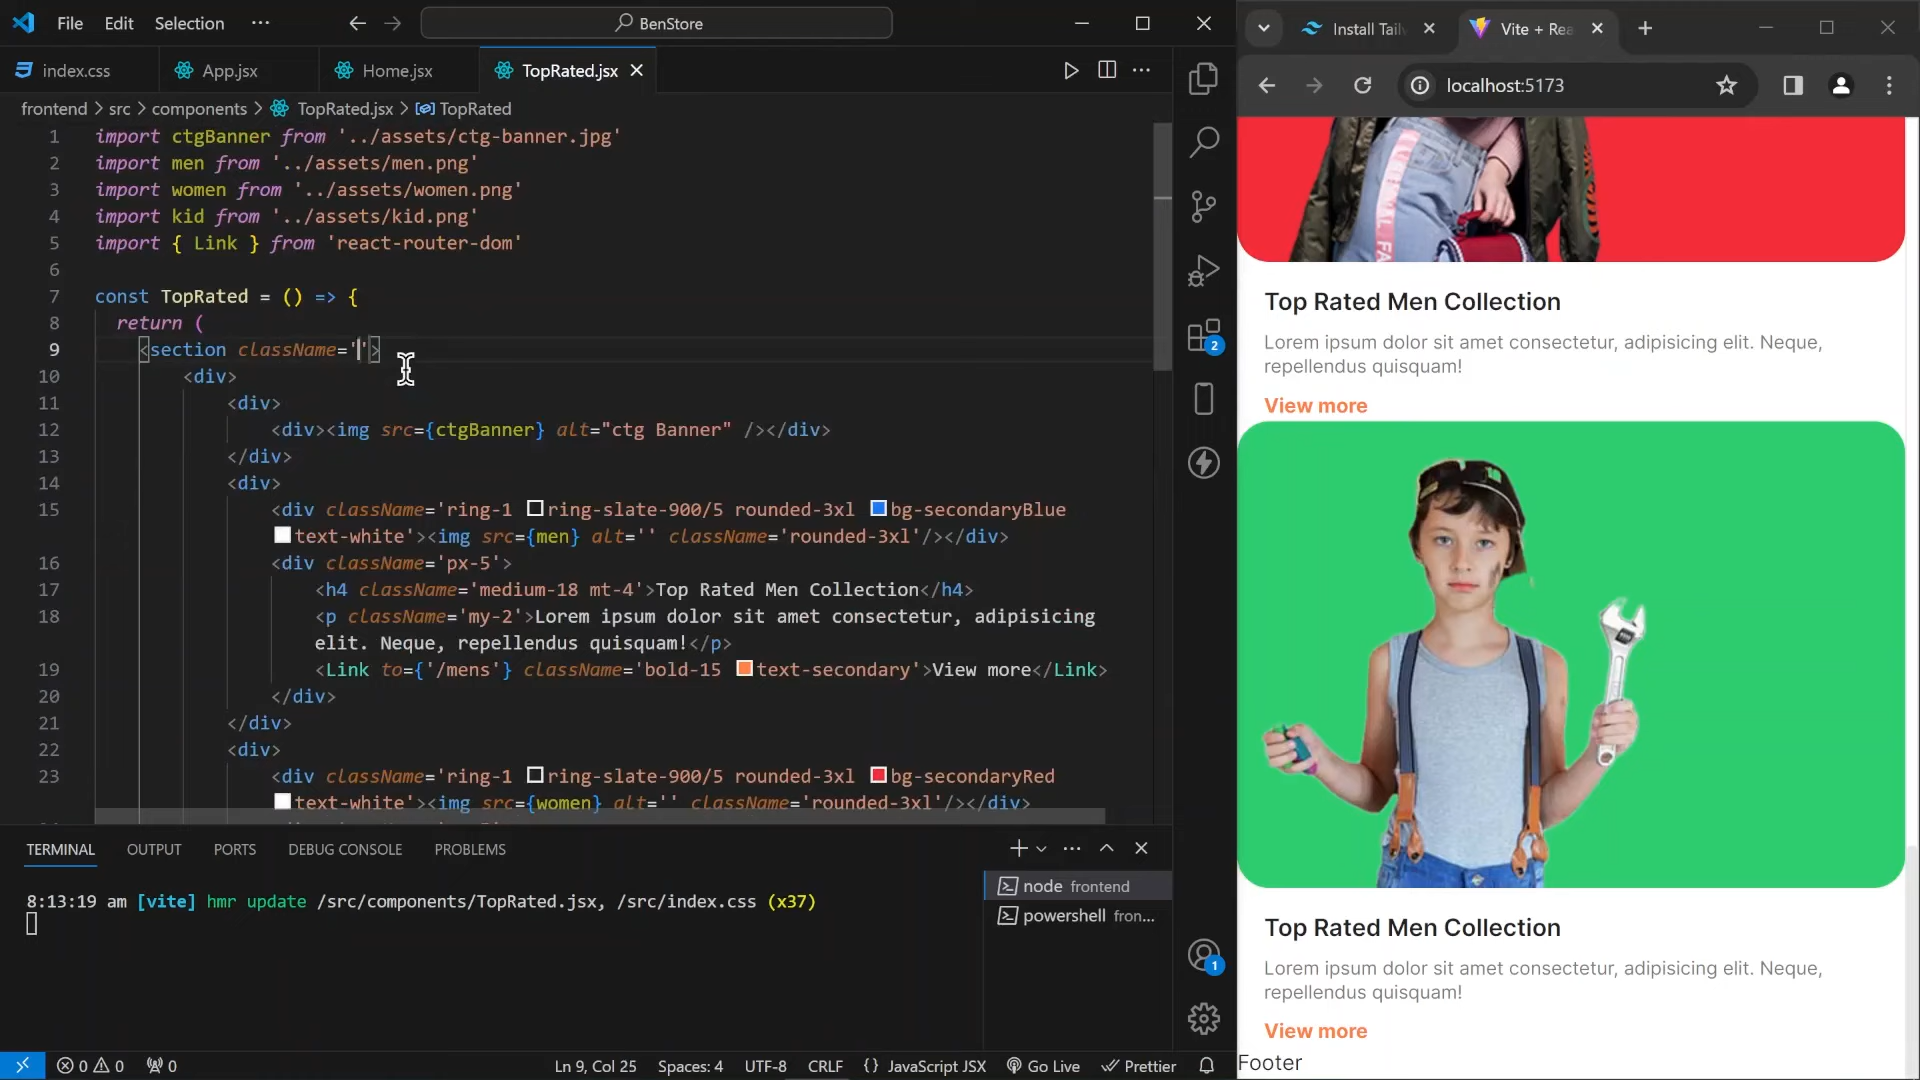 File Edit Selection ··· BenStore
index.css App.jsx Home.jsx TopRated.jsx
frontend > src > components > TopRated.jsx > TopRated
1 import ctgBanner from '../assets/ctg-banner.jpg'
2 import men from '../assets/men.png'
3 import women from '../assets/women.png'
4 import kid from '../assets/kid.png'
5 import { Link } from 'react-router-dom'
6
7 const TopRated = () => {
8 return (
9 <section className=''>
10 <div>
11 <div>
12 <div><img src={ctgBanner} alt="ctg Banner" /></div>
13 </div>
14 <div>
15 <div className='ring-1 ring-slate-900/5 rounded-3xl bg-secondaryBlue
text-white'><img src={men} alt='' className='rounded-3xl'/></div>
16 <div className='px-5'>
17 <h4 className='medium-18 mt-4'>Top Rated Men Collection</h4>
18 <p className='my-2'>Lorem ipsum dolor sit amet consectetur, adipisicing
elit. Neque, repellendus quisquam!</p>
19 <Link to={'/mens'} className='bold-15 text-secondary'>View more</Link>
20 </div>
21 </div>
22 <div>
23 <div className='ring-1 ring-slate-900/5 rounded-3xl bg-secondaryRed
text-white'><img src={women} alt='' className='rounded-3xl'/></div>
TERMINAL OUTPUT PORTS DEBUG CONSOLE PROBLEMS
8:13:19 am [vite] hmr update /src/components/TopRated.jsx, /src/index.css (x37)
node frontend
powershell fron...
2
1
0 0 0 Ln 9, Col 25 Spaces: 4 UTF-8 CRLF {} JavaScript JSX Go Live Prettier
Install Tail Vite + Rea
localhost:5173
Top Rated Men Collection
Lorem ipsum dolor sit amet consectetur, adipisicing elit. Neque,
repellendus quisquam!
View more
Top Rated Men Collection
Lorem ipsum dolor sit amet consectetur, adipisicing elit. Neque,
repellendus quisquam!
View more
Footer